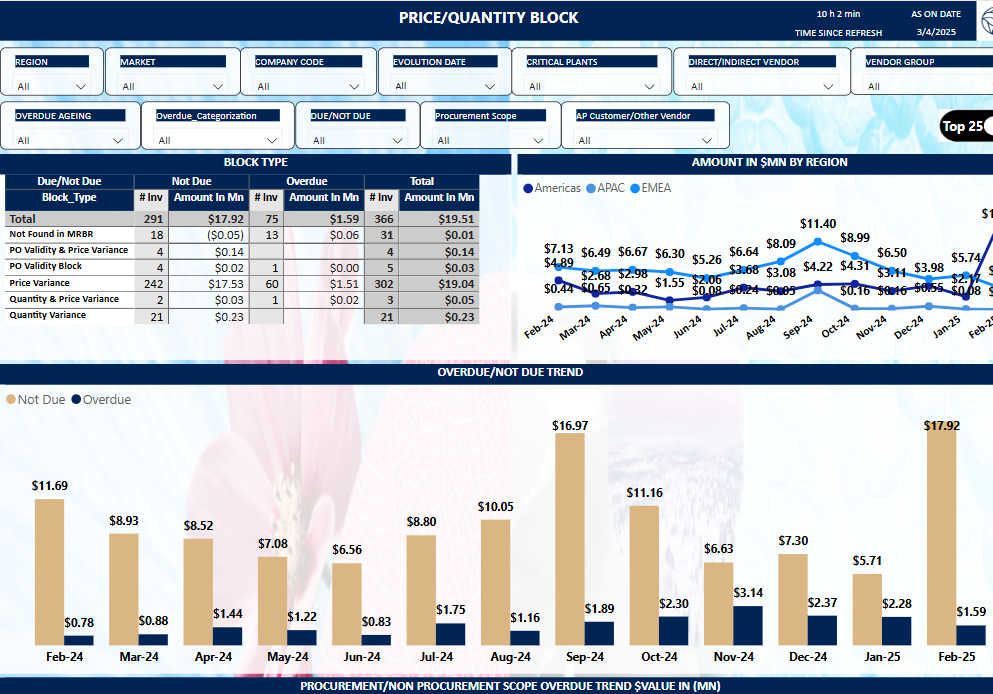 PRICE/QUANTITY BLOCK
10 h 2 min
AS ON DATE
TIME SINCE REFRESH
3/4/2025
REGION MARKET COMPANY CODE EVOLUTION DATE CRITICAL PLANTS DIRECT/INDIRECT VENDOR VENDOR GROUP
All All All All All All All
OVERDUE AGEING Overdue_Categorization DUE/NOT DUE Procurement Scope AP Customer/Other Vendor
All All All All All
Top 25
BLOCK TYPE
Due/Not Due Not Due Overdue Total
Block_Type # Inv Amount In Mn # Inv Amount In Mn # Inv Amount In Mn
Total 291 $17.92 75 $1.59 366 $19.51
Not Found in MRBR 18 ($0.05) 13 $0.06 31 $0.01
PO Validity & Price Variance 4 $0.14 4 $0.14
PO Validity Block 4 $0.02 1 $0.00 5 $0.03
Price Variance 242 $17.53 60 $1.51 302 $19.04
Quantity & Price Variance 2 $0.03 1 $0.02 3 $0.05
Quantity Variance 21 $0.23 21 $0.23
AMOUNT IN $MN BY REGION
Americas APAC EMEA
$7.13 $6.49 $6.67 $6.30 $5.26 $6.64 $8.09 $11.40 $8.99 $6.50 $3.98 $5.74
$4.89 $2.68 $2.98 $1.55 $2.06 $3.68 $3.08 $4.22 $4.31 $3.11 $0.55 $2.17
$0.44 $0.65 $0.32 $0.08 $0.24 $0.05 $0.16 $0.16 $0.08
Feb-24 Mar-24 Apr-24 May-24 Jun-24 Jul-24 Aug-24 Sep-24 Oct-24 Nov-24 Dec-24 Jan-25
OVERDUE/NOT DUE TREND
Not Due Overdue
$11.69 $8.93 $8.52 $7.08 $6.56 $8.80 $10.05 $16.97 $11.16 $6.63 $7.30 $5.71 $17.92
$0.78 $0.88 $1.44 $1.22 $0.83 $1.75 $1.16 $1.89 $2.30 $3.14 $2.37 $2.28 $1.59
Feb-24 Mar-24 Apr-24 May-24 Jun-24 Jul-24 Aug-24 Sep-24 Oct-24 Nov-24 Dec-24 Jan-25 Feb-25
PROCUREMENT/NON PROCUREMENT SCOPE OVERDUE TREND $VALUE IN (MN)